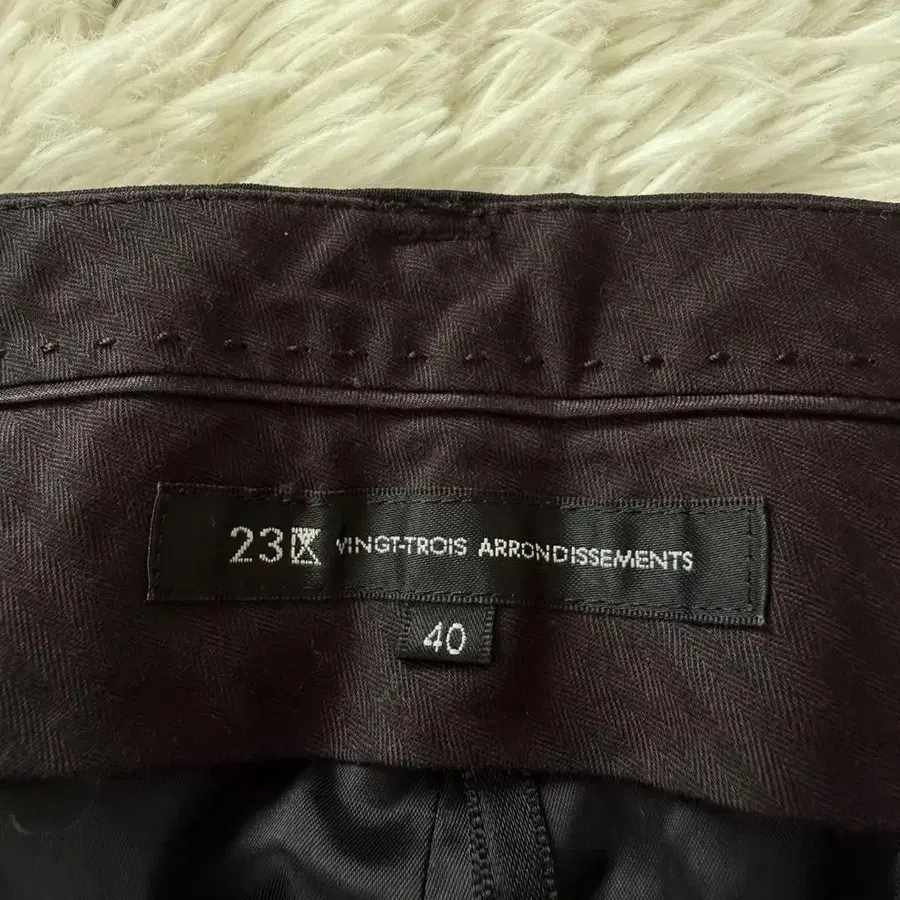 23区 VINGT-TROIS ARRONDISSEMENTS
40